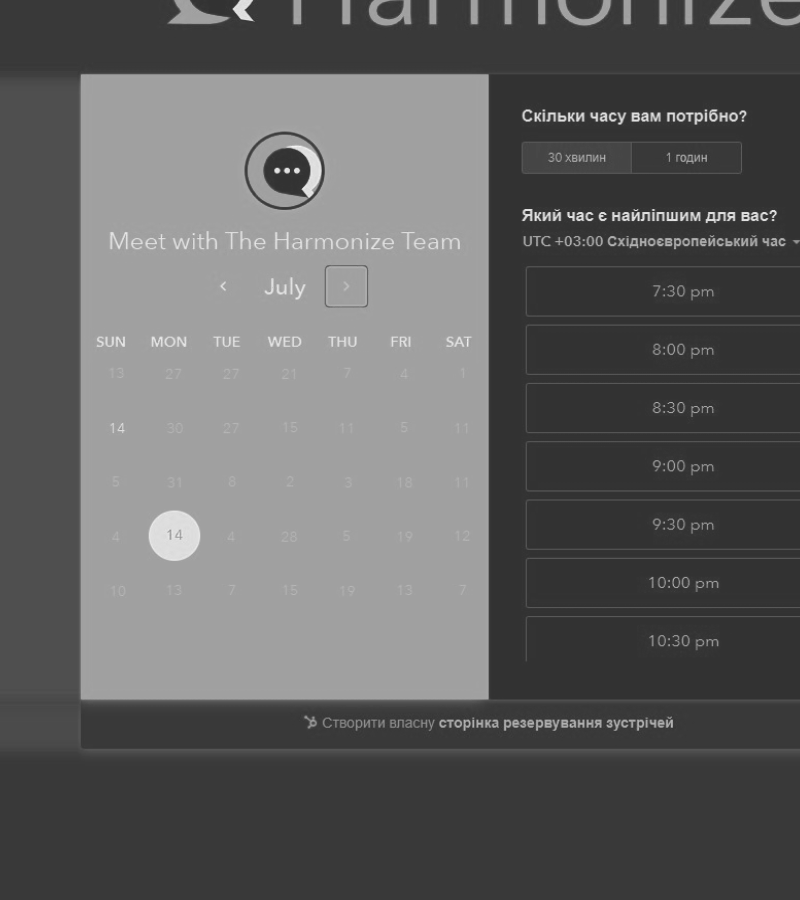 Harmonize
Meet with The Harmonize Team
July
SUN MON TUE WED THU FRI SAT
13 27 27 21 7 4 1
14 30 27 15 11 5 11
5 31 8 2 3 18 11
4 14 4 28 5 19 12
10 13 7 15 19 13 7
Скільки часу вам потрібно?
30 хвилин 1 годин
Який час є найліпшим для вас?
UTC +03:00 Східноєвропейський час
7:30 pm
8:00 pm
8:30 pm
9:00 pm
9:30 pm
10:00 pm
10:30 pm
Створити власну сторінка резервування зустрічей